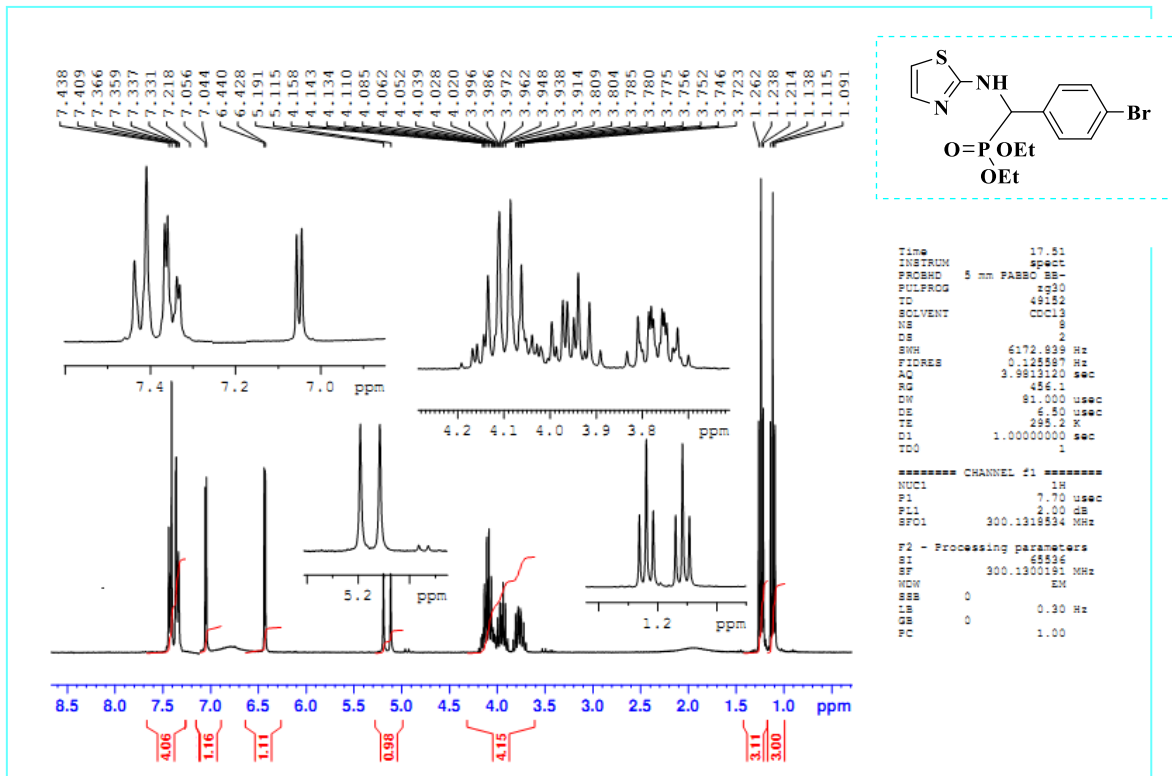 7.438 7.409 7.366 7.359 7.337 7.331 7.218 7.056 7.044 6.440 6.428 5.191 5.115 4.158 4.143 4.134 4.110 4.085 4.062 4.052 4.039 4.028 4.020 3.996 3.986 3.972 3.962 3.948 3.938 3.914 3.809 3.804 3.785 3.780 3.775 3.756 3.752 3.746 3.723 1.262 1.238 1.214 1.138 1.115 1.091
S
N
NH
Br
O=P OEt
OEt
7.4 7.2 7.0 ppm
4.2 4.1 4.0 3.9 3.8 ppm
5.2 ppm
1.2 ppm
8.5 8.0 7.5 7.0 6.5 6.0 5.5 5.0 4.5 4.0 3.5 3.0 2.5 2.0 1.5 1.0 ppm
4.06 1.16 1.11 0.98 4.15 3.11 3.00
Time 17.51
INSTRUM spect
PROBHD 5 mm PABBO BB-
PULPROG zg30
TD 49152
SOLVENT CDCl3
NS 8
DS 2
SWH 6172.839 Hz
FIDRES 0.125587 Hz
AQ 3.9813120 sec
RG 456.1
DW 81.000 usec
DE 6.50 usec
TE 295.2 K
D1 1.00000000 sec
TD0 1
======== CHANNEL f1 ========
NUC1 1H
P1 7.70 usec
PL1 2.00 dB
SFO1 300.1318534 MHz
F2 - Processing parameters
SI 65536
SF 300.1300191 MHz
WDW EM
SSB 0
LB 0.30 Hz
GB 0
PC 1.00